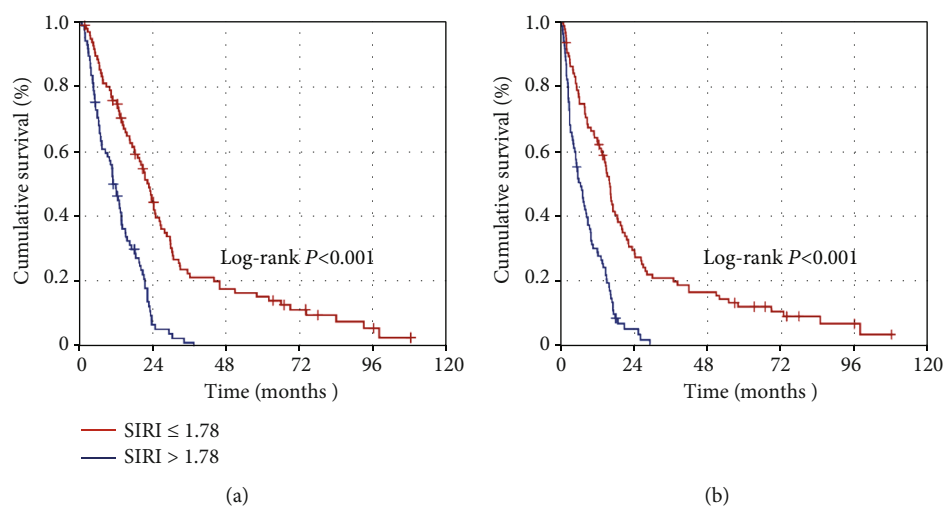 1.0
0.8
0.6
0.4
0.2
0
Cumulative survival (%)
Log-rank P<0.001
0 24 48 72 96 120
Time (months )
SIRI ≤ 1.78
SIRI > 1.78
(a)
1.0
0.8
0.6
0.4
0.2
0
Cumulative survival (%)
Log-rank P<0.001
0 24 48 72 96 120
Time (months )
(b)